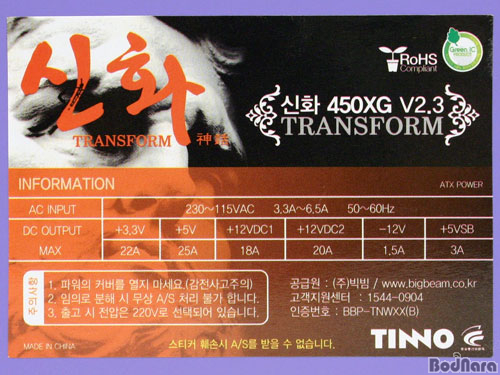 신화
TRANSFORM 神話
RoHS
Compliant
Green IC
PRODUCT
신화 450XG V2.3
TRANSFORM
INFORMATION
ATX POWER
AC INPUT 230~115VAC 3,3A~6,5A 50~60Hz
DC OUTPUT +3,3V +5V +12VDC1 +12VDC2 -12V +5VSB
MAX 22A 25A 18A 20A 1,5A 3A
주의사항
1. 파워의 커버를 열지 마세요.(감전사고주의)
2. 임의로 분해 시 무상 A/S 처리 불가 합니다.
3. 출고 시 전압은 220V로 선택되어 있습니다.
공급원 : (주)빅빔 / www.bigbeam.co.kr
고객지원센터 : 1544-0904
인증번호 : BBP-TNWXX(B)
MADE IN CHINA
스티커 훼손시 A/S를 받을 수 없습니다.
TINNO
BodNara